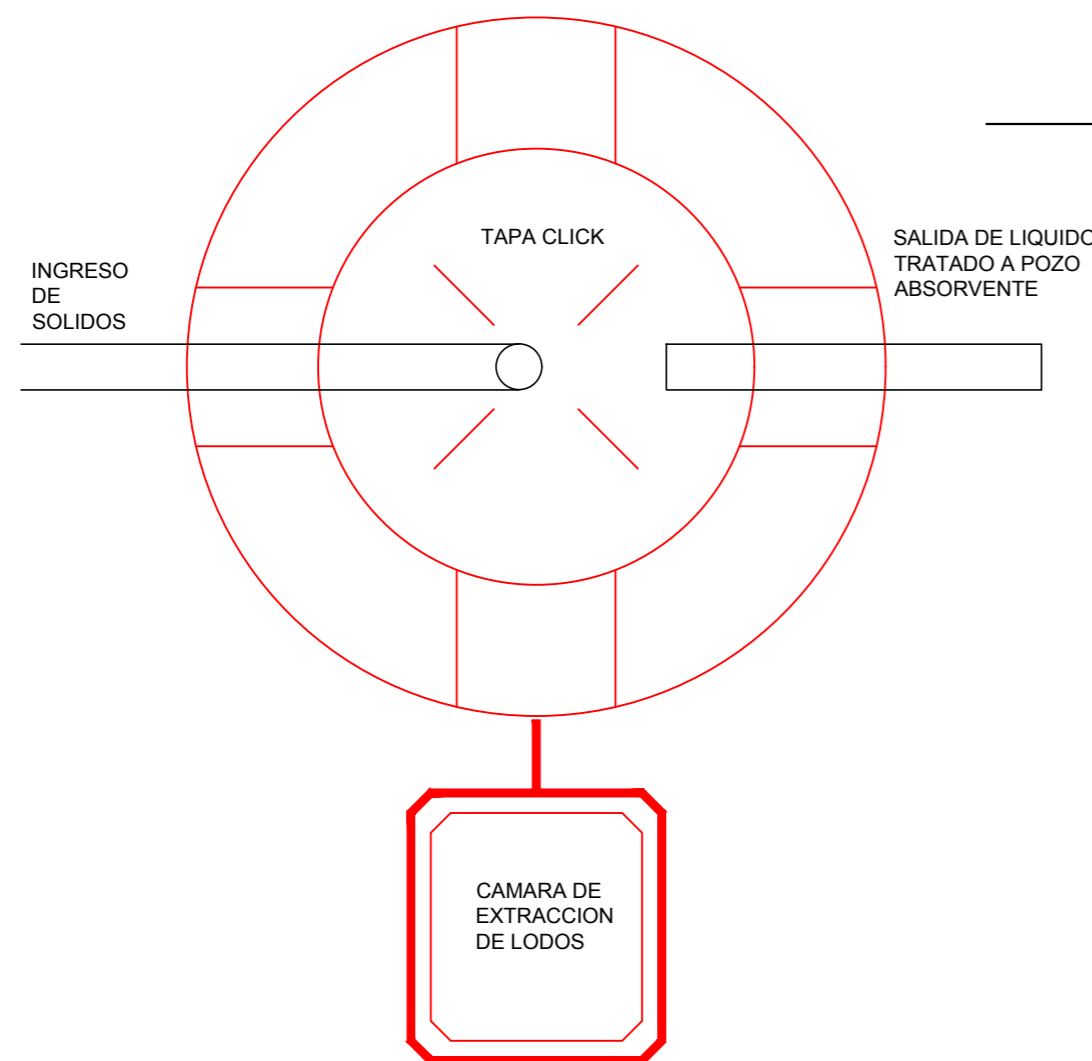 TAPA CLICK
INGRESO
DE
SOLIDOS
SALIDA DE LIQUIDO
TRATADO A POZO
ABSORVENTE
CAMARA DE
EXTRACCION
DE LODOS